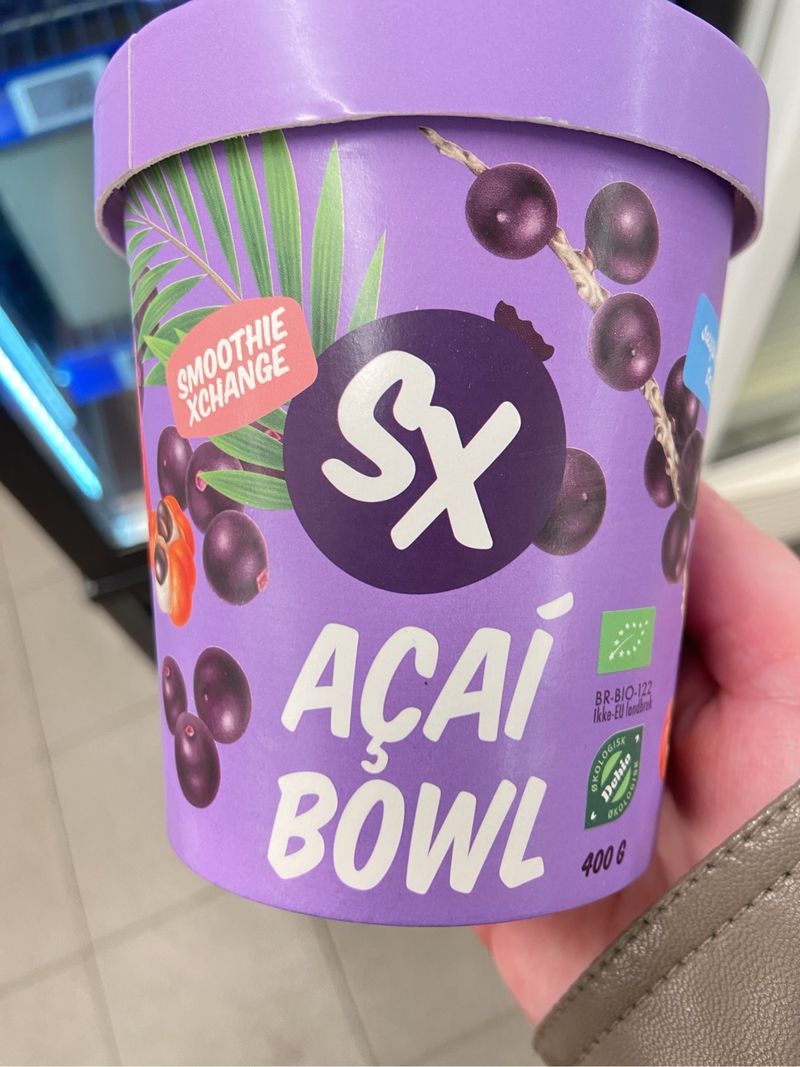 SMOOTHIE
XCHANGE
SX
AÇAÍ
BOWL
BR-BIO-122
Ikke-EU landbruk
ØKOLOGISK
Debio
ØKOLOGISK
400 G